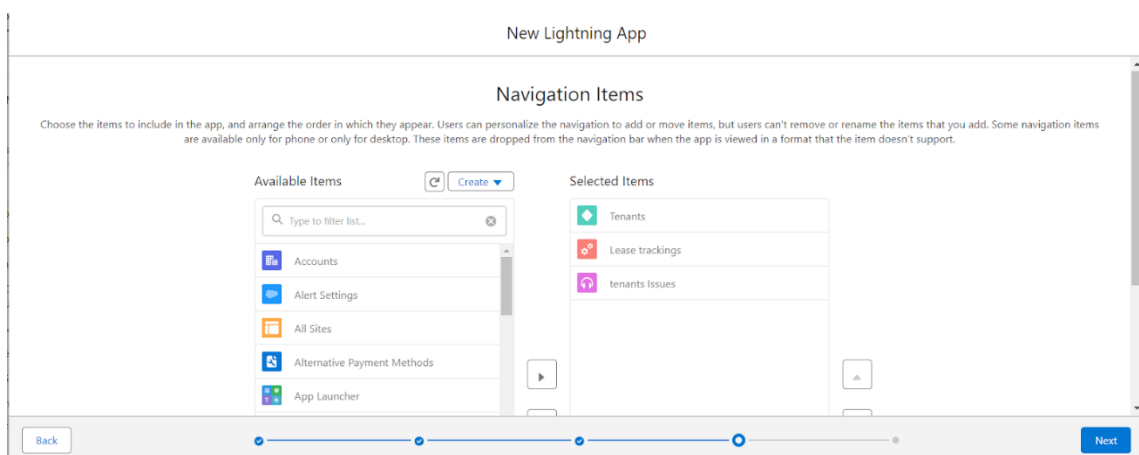 New Lightning App
Navigation Items
Choose the items to include in the app, and arrange the order in which they appear. Users can personalize the navigation to add or move items, but users can't remove or rename the items that you add. Some navigation items
are available only for phone or only for desktop. These items are dropped from the navigation bar when the app is viewed in a format that the item doesn't support.
Available Items
Create
Selected Items
Type to filter list...
Accounts
Alert Settings
All Sites
Alternative Payment Methods
App Launcher
Tenants
Lease trackings
tenants Issues
Back
Next